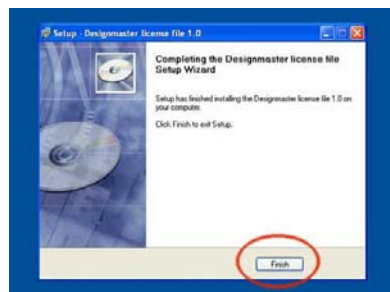 Setup - Designmaster license file 1.0
Completing the Designmaster license file
Setup Wizard
Setup has finished installing the Designmaster license file 1.0 on
your computer.
Click Finish to exit Setup.
Finish